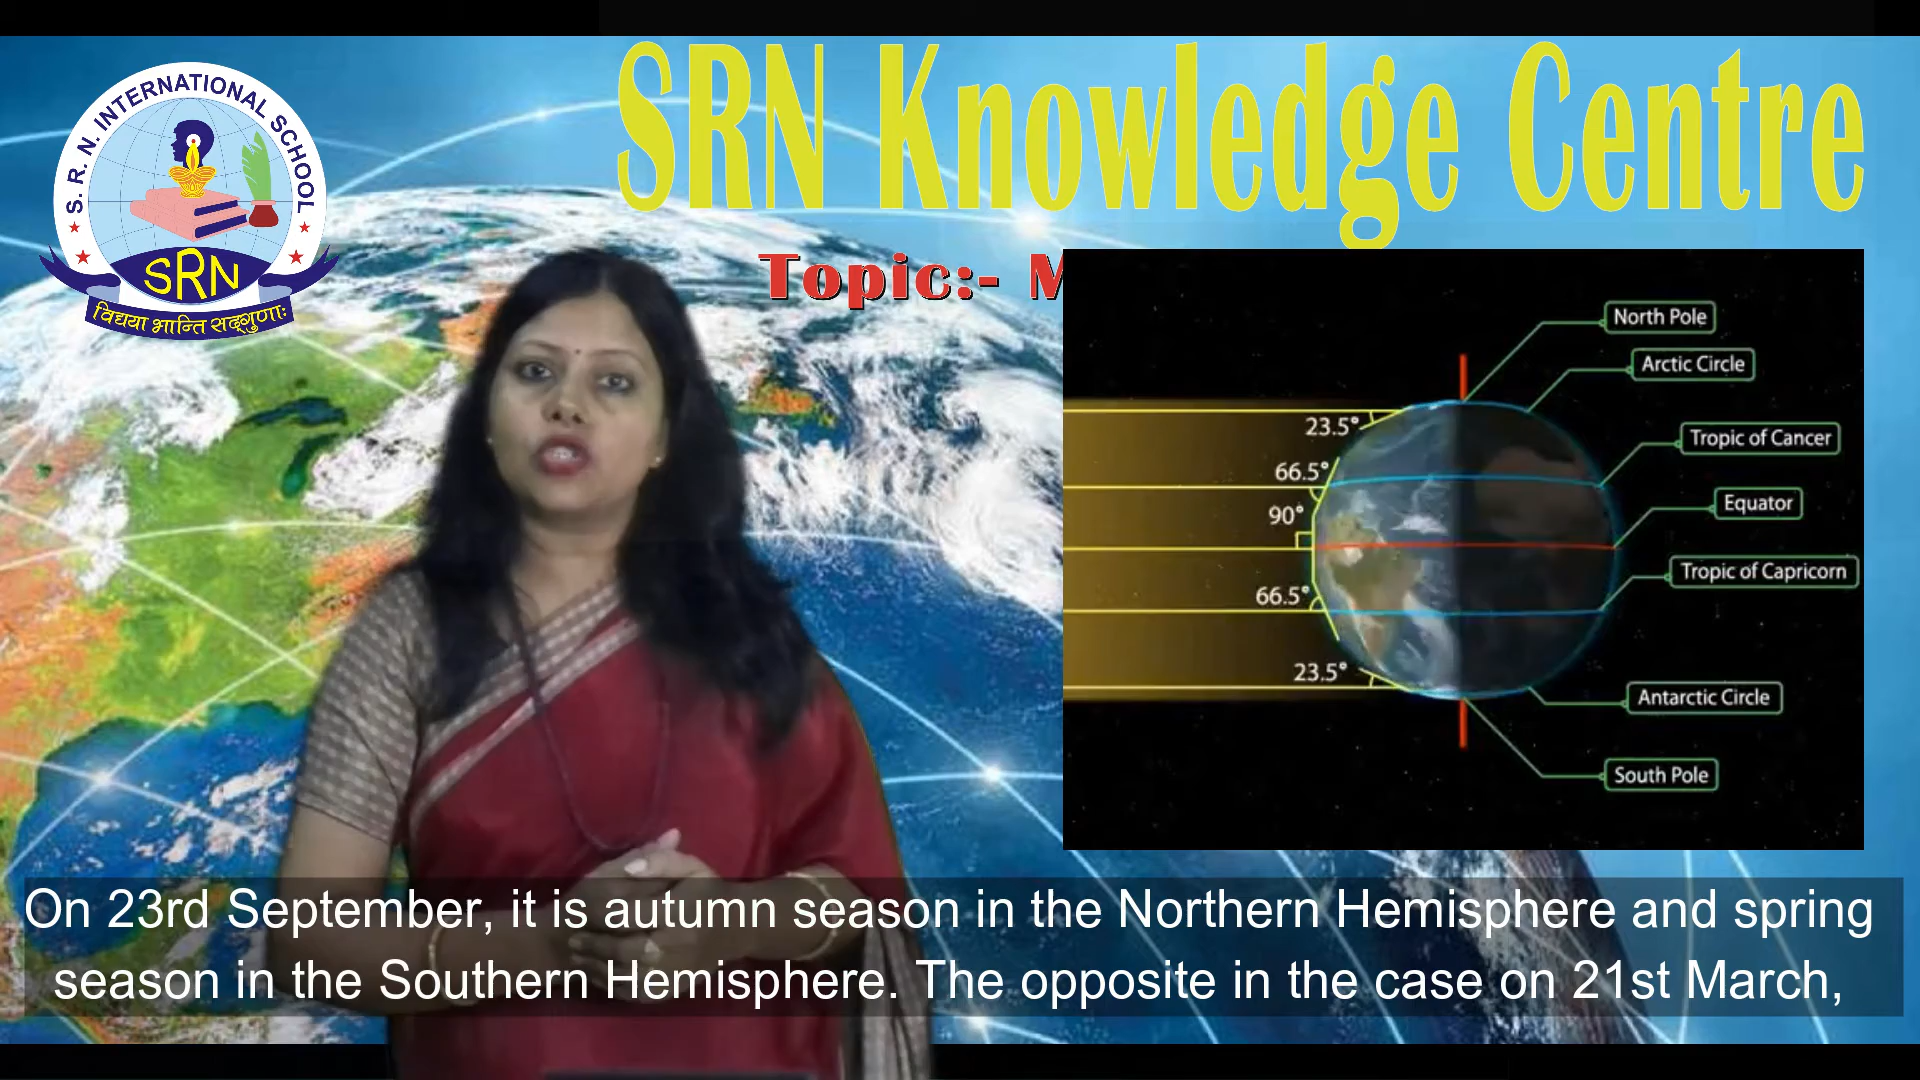 SRN Knowledge Centre
S. R. N. INTERNATIONAL SCHOOL
SRN
विद्यया भान्ति सद्गुणाः
Topic:- M
North Pole
Arctic Circle
23.5°
Tropic of Cancer
66.5°
Equator
90°
Tropic of Capricorn
66.5°
23.5°
Antarctic Circle
South Pole
On 23rd September, it is autumn season in the Northern Hemisphere and spring
season in the Southern Hemisphere. The opposite in the case on 21st March,